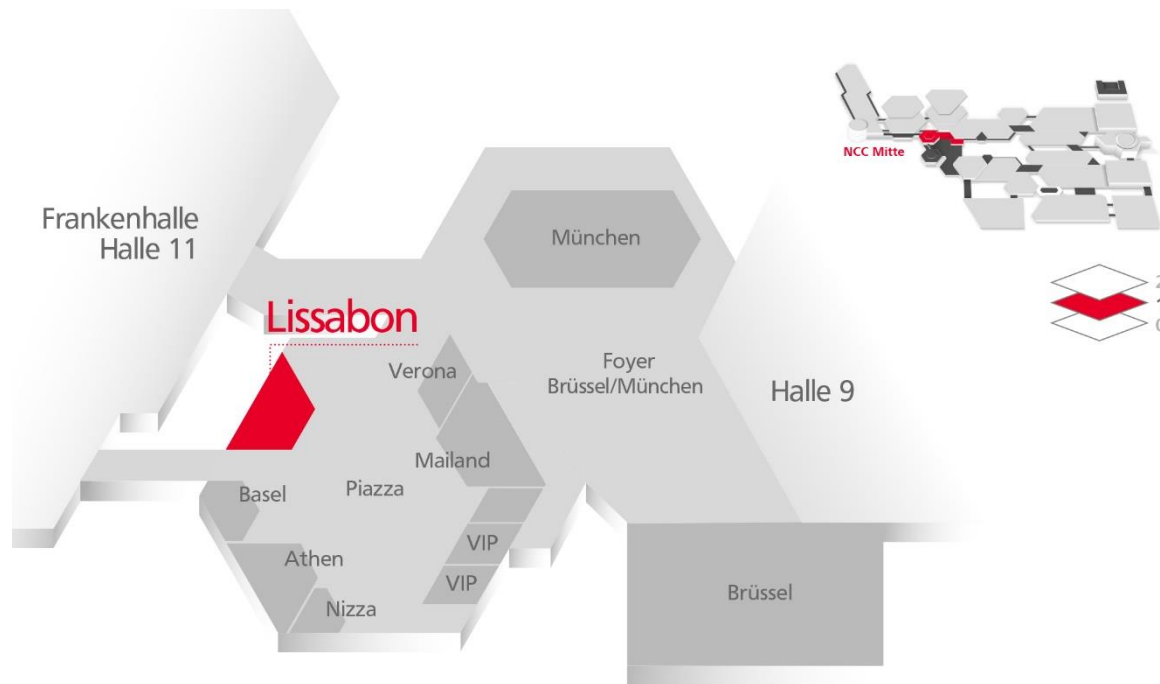 Frankenhalle
Halle 11
Lissabon
München
NCC Mitte
Verona
Foyer
Brüssel/München
Halle 9
Mailand
Basel
Piazza
Athen
VIP
VIP
Nizza
Brüssel